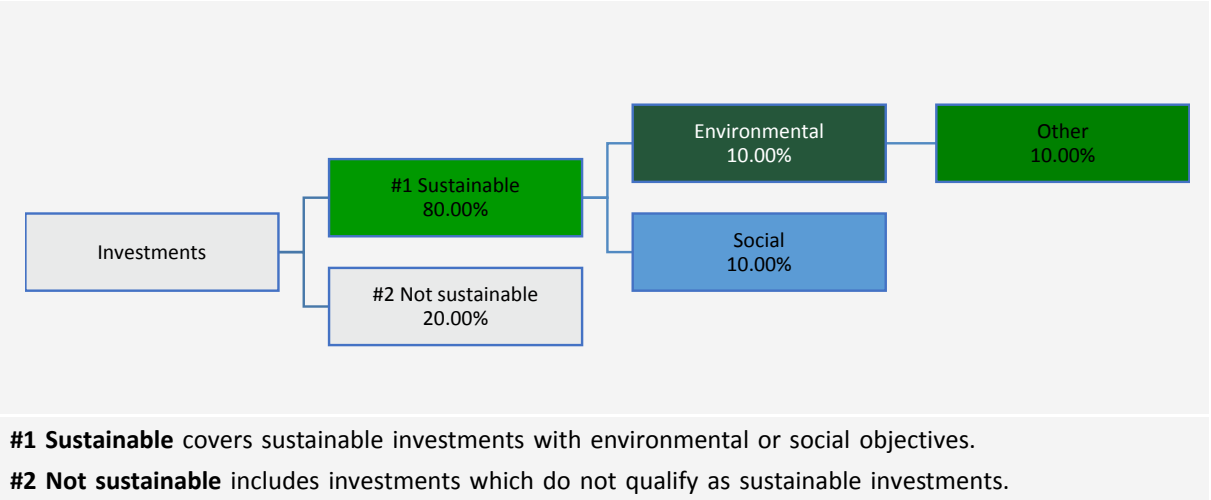 Investments
#1 Sustainable
80.00%
#2 Not sustainable
20.00%
Environmental
10.00%
Social
10.00%
Other
10.00%
#1 Sustainable covers sustainable investments with environmental or social objectives.
#2 Not sustainable includes investments which do not qualify as sustainable investments.